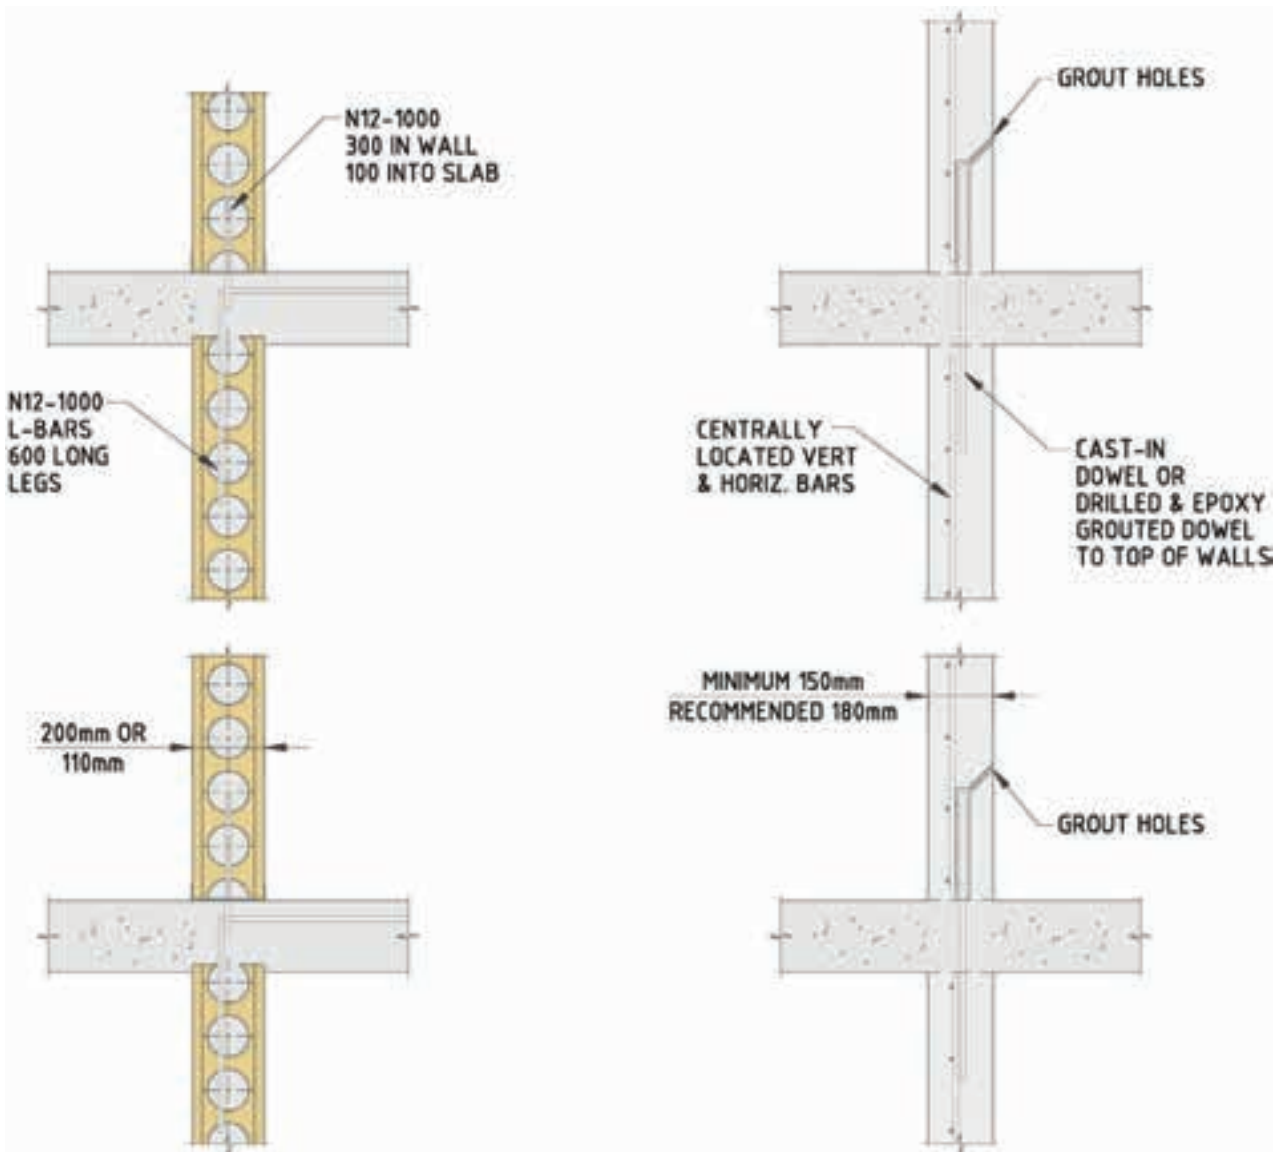 GROUT HOLES
N12-1000
300 IN WALL
100 INTO SLAB
N12-1000
L-BARS
600 LONG
LEGS
CENTRALLY
LOCATED VERT
& HORIZ. BARS
CAST-IN
DOWEL OR
DRILLED & EPOXY
GROUTED DOWEL
TO TOP OF WALLS
200mm OR
110mm
MINIMUM 150mm
RECOMMENDED 180mm
GROUT HOLES